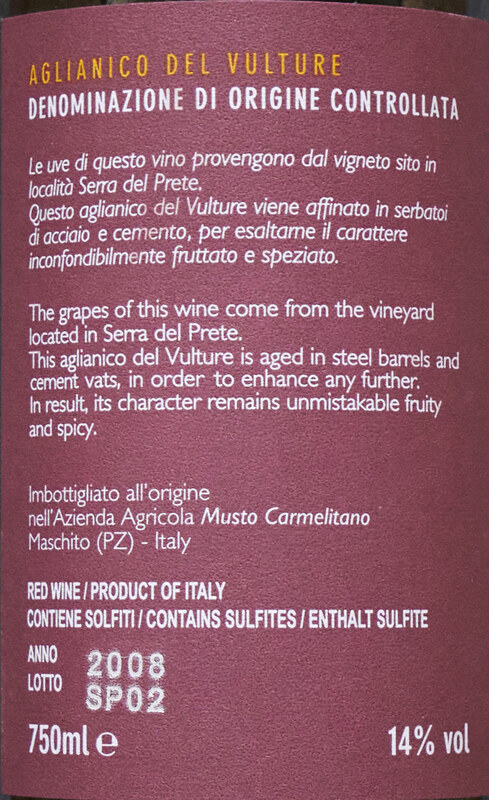 AGLIANICO DEL VULTURE
DENOMINAZIONE DI ORIGINE CONTROLLATA
Le uve di questo vino provengono dal vigneto sito in
località Serra del Prete.
Questo aglianico del Vulture viene affinato in serbatoi
di acciaio e cemento, per esaltarne il carattere
inconfondibilmente fruttato e speziato.
The grapes of this wine come from the vineyard
located in Serra del Prete.
This aglianico del Vulture is aged in steel barrels and
cement vats, in order to enhance any further.
In result, its character remains unmistakable fruity
and spicy.
Imbottigliato all'origine
nell'Azienda Agricola Musto Carmelitano
Maschito (PZ) - Italy
RED WINE / PRODUCT OF ITALY
CONTIENE SOLFITI / CONTAINS SULFITES / ENTHALT SULFITE
ANNO 2008
LOTTO SP02
750ml e 14% vol